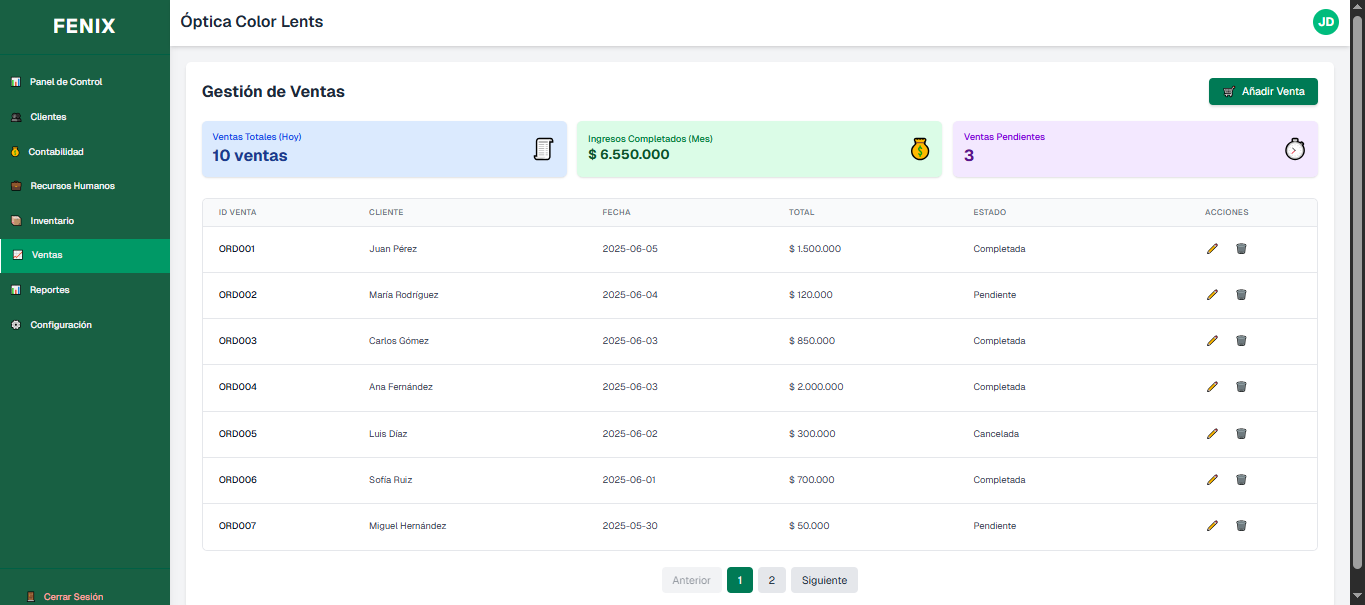 FENIX
Óptica Color Lents
JD
Panel de Control
Clientes
Contabilidad
Recursos Humanos
Inventario
Ventas
Reportes
Configuración
Cerrar Sesión
Gestión de Ventas
Añadir Venta
Ventas Totales (Hoy)
10 ventas
Ingresos Completados (Mes)
$ 6.550.000
Ventas Pendientes
3
ID VENTA CLIENTE FECHA TOTAL ESTADO ACCIONES
ORD001 Juan Pérez 2025-06-05 $ 1.500.000 Completada
ORD002 María Rodríguez 2025-06-04 $ 120.000 Pendiente
ORD003 Carlos Gómez 2025-06-03 $ 850.000 Completada
ORD004 Ana Fernández 2025-06-03 $ 2.000.000 Completada
ORD005 Luis Díaz 2025-06-02 $ 300.000 Cancelada
ORD006 Sofía Ruiz 2025-06-01 $ 700.000 Completada
ORD007 Miguel Hernández 2025-05-30 $ 50.000 Pendiente
Anterior 1 2 Siguiente